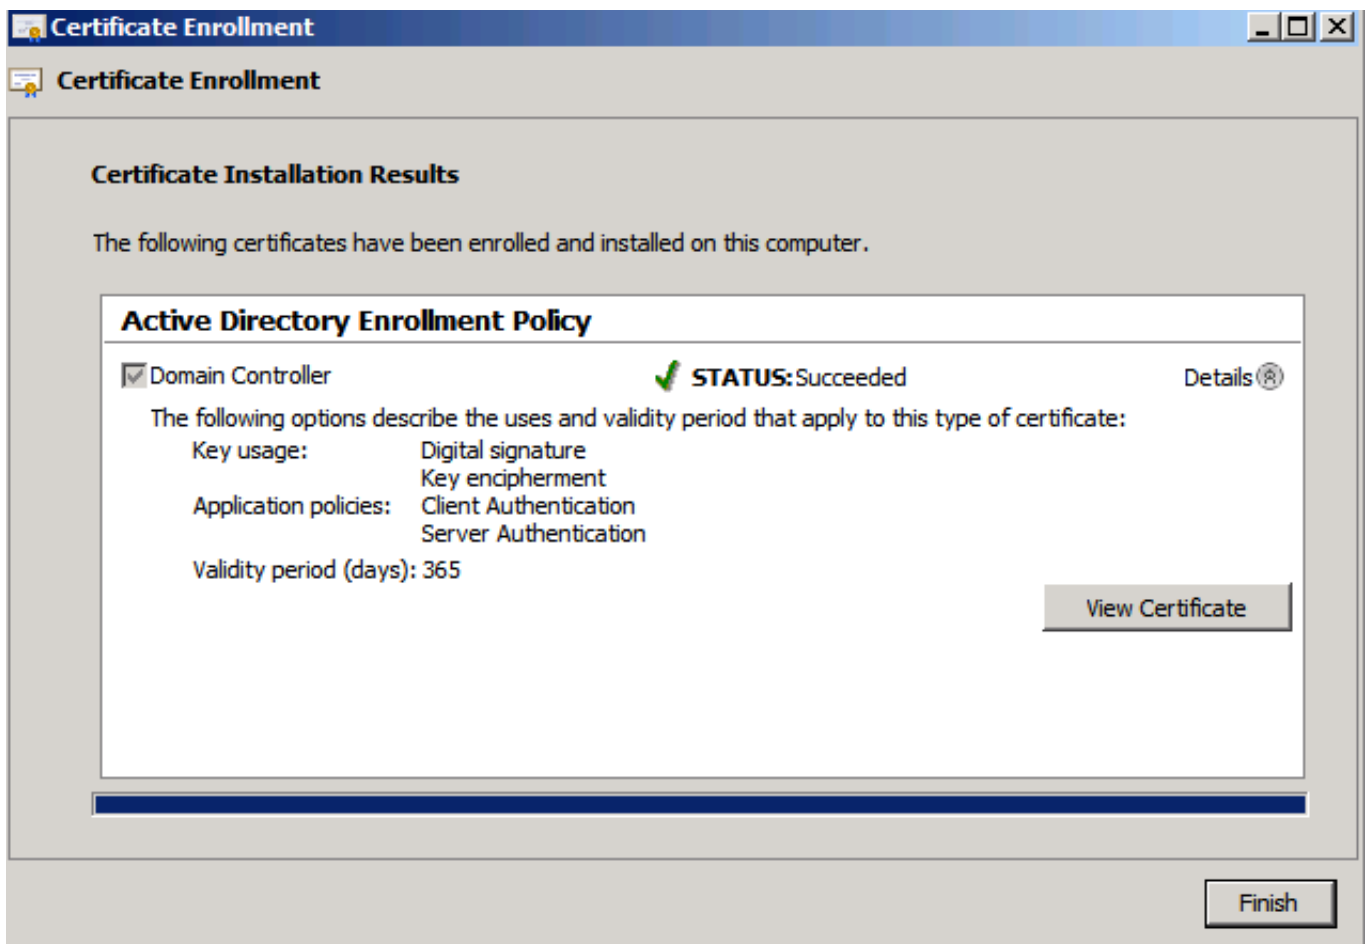 Certificate Enrollment
Certificate Enrollment
Certificate Installation Results
The following certificates have been enrolled and installed on this computer.
Active Directory Enrollment Policy
Domain Controller STATUS: Succeeded Details
The following options describe the uses and validity period that apply to this type of certificate:
Key usage: Digital signature
Key encipherment
Application policies: Client Authentication
Server Authentication
Validity period (days): 365
View Certificate
Finish